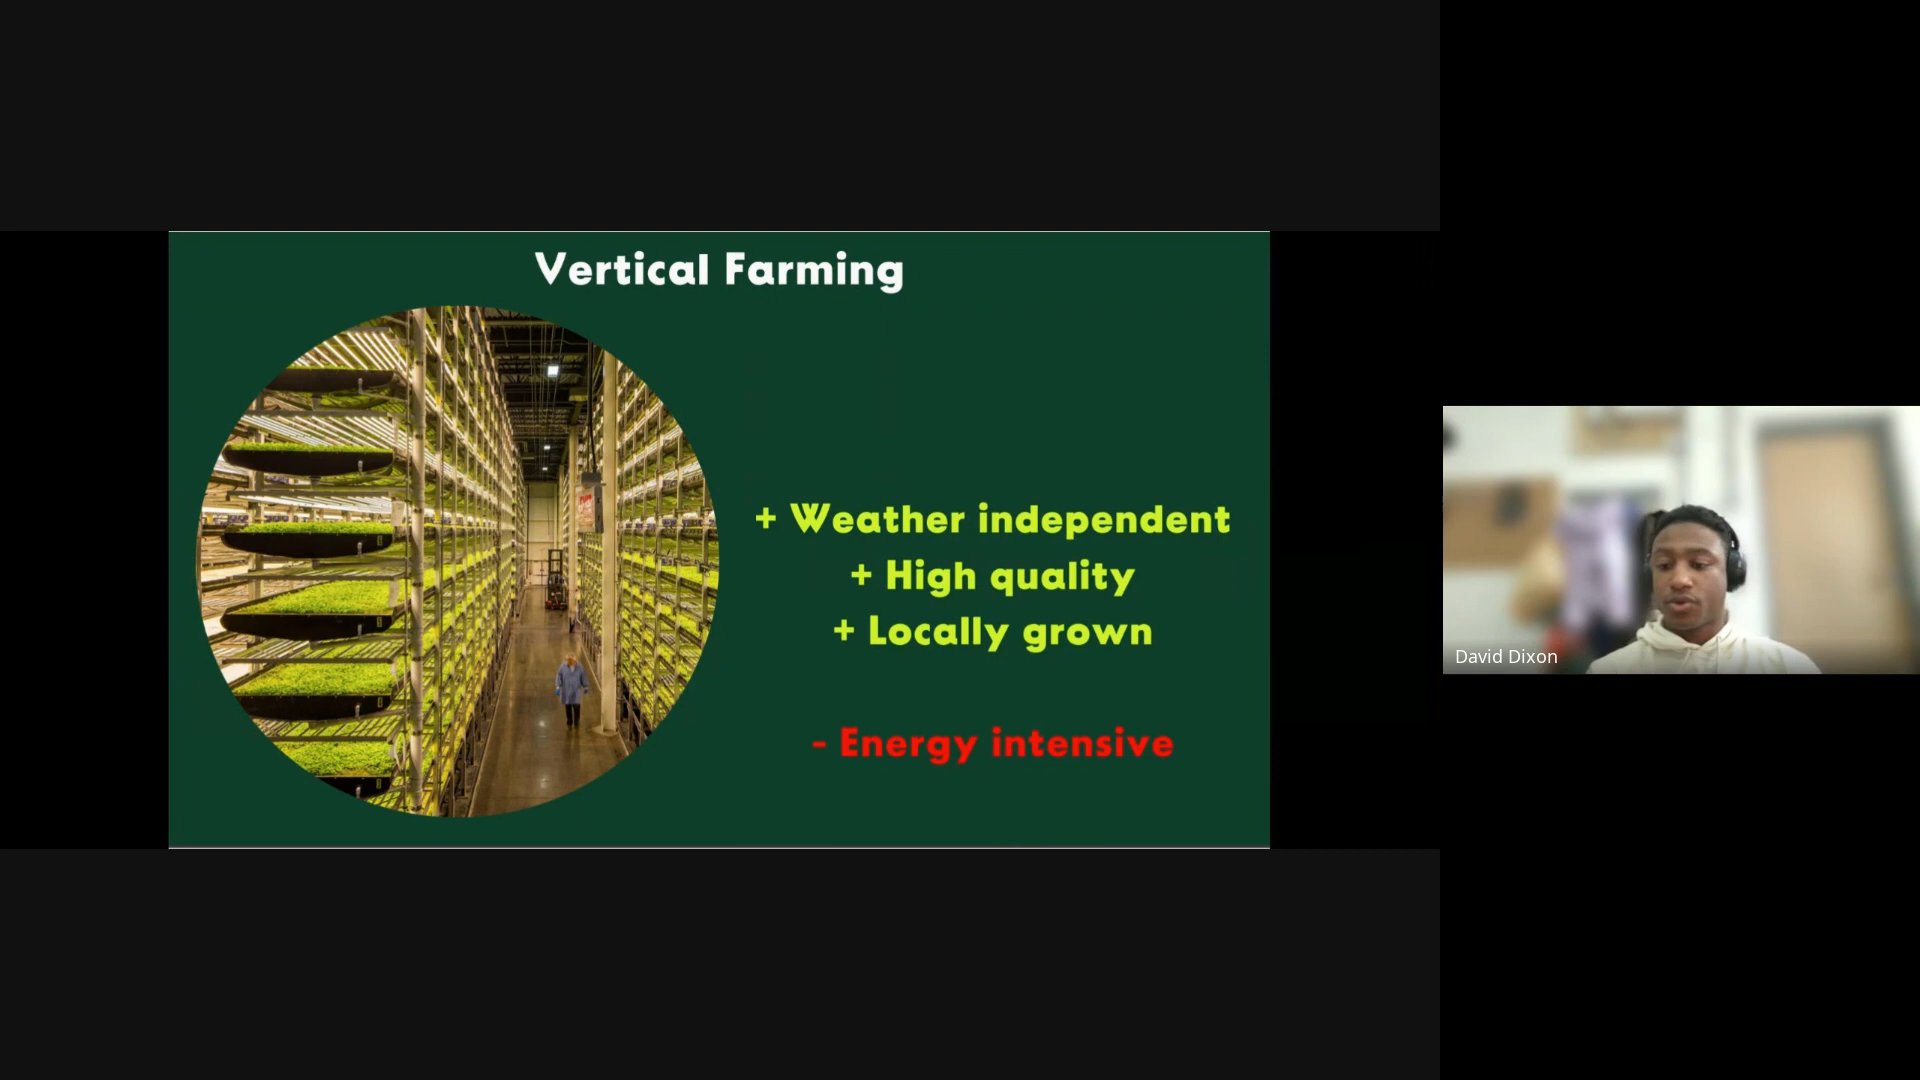 Vertical Farming
+ Weather independent
+ High quality
+ Locally grown
- Energy intensive
David Dixon